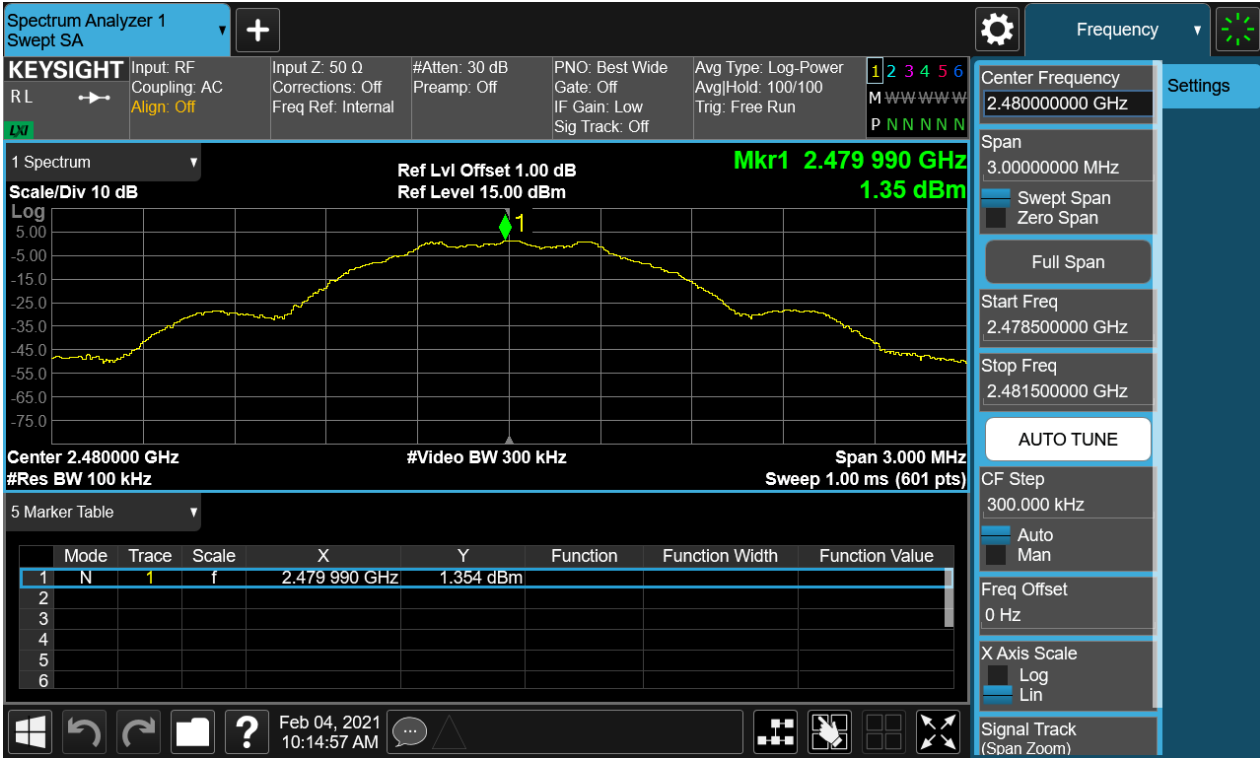 Spectrum Analyzer 1
Swept SA
Frequency
KEYSIGHT
R L
LXI
Input: RF
Coupling: AC
Align: Off
Input Z: 50 Ω
Corrections: Off
Freq Ref: Internal
#Atten: 30 dB
Preamp: Off
PNO: Best Wide
Gate: Off
IF Gain: Low
Sig Track: Off
Avg Type: Log-Power
Avg|Hold: 100/100
Trig: Free Run
1 2 3 4 5 6
M W W W W W
P N N N N N
1 Spectrum
Scale/Div 10 dB
Ref Lvl Offset 1.00 dB
Ref Level 15.00 dBm
Mkr1 2.479 990 GHz
1.35 dBm
Log
1
5.00
-5.00
-15.0
-25.0
-35.0
-45.0
-55.0
-65.0
-75.0
Center 2.480000 GHz
#Video BW 300 kHz
Span 3.000 MHz
#Res BW 100 kHz
Sweep 1.00 ms (601 pts)
5 Marker Table
Mode Trace Scale X Y Function Function Width Function Value
1 N 1 f 2.479 990 GHz 1.354 dBm
2
3
4
5
6
Feb 04, 2021
10:14:57 AM
?
Center Frequency
2.480000000 GHz
Settings
Span
3.00000000 MHz
Swept Span
Zero Span
Full Span
Start Freq
2.478500000 GHz
Stop Freq
2.481500000 GHz
AUTO TUNE
CF Step
300.000 kHz
Auto
Man
Freq Offset
0 Hz
X Axis Scale
Log
Lin
Signal Track
(Span Zoom)